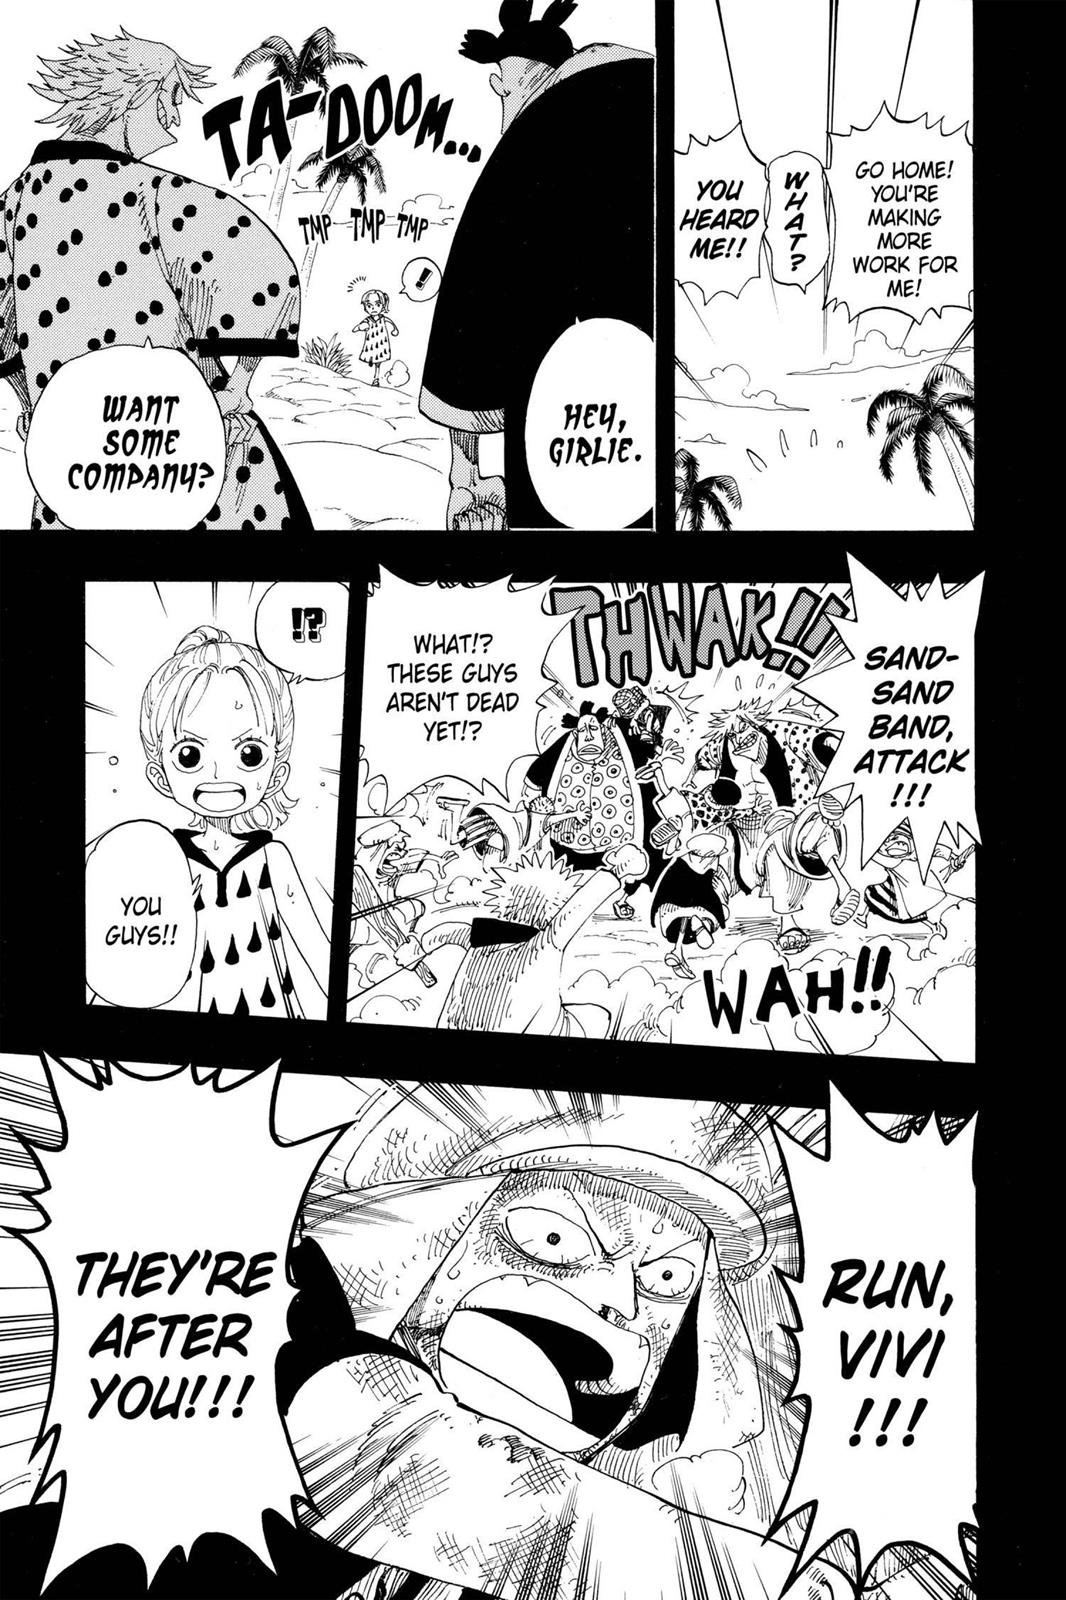 GO HOME!
YOU'RE
MAKING
MORE
WORK FOR
ME!
WHAT?
YOU
HEARD
ME!!
TA-DOOM...
TMP TMP TMP
!
HEY,
GIRLIE.
WANT
SOME
COMPANY?
SAND-
SAND
BAND,
ATTACK
!!!
THWAK!!
WHAT!?
THESE GUYS
AREN'T DEAD
YET!?
WAH!!
!?
YOU
GUYS!!
RUN,
VIVI
!!!
THEY'RE
AFTER
YOU!!!